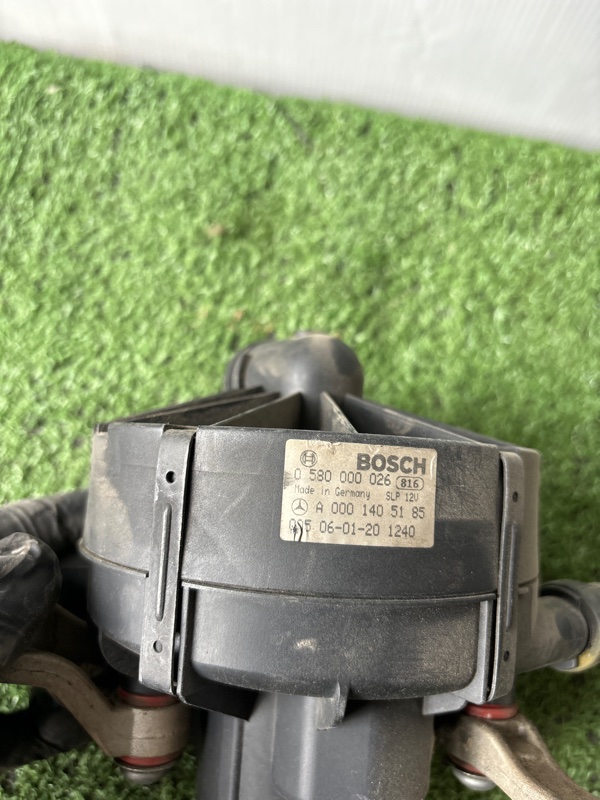 BOSCH
0 580 000 026 816
Made in Germany SLP 12V
A 000 140 51 85
06-01-20 1240